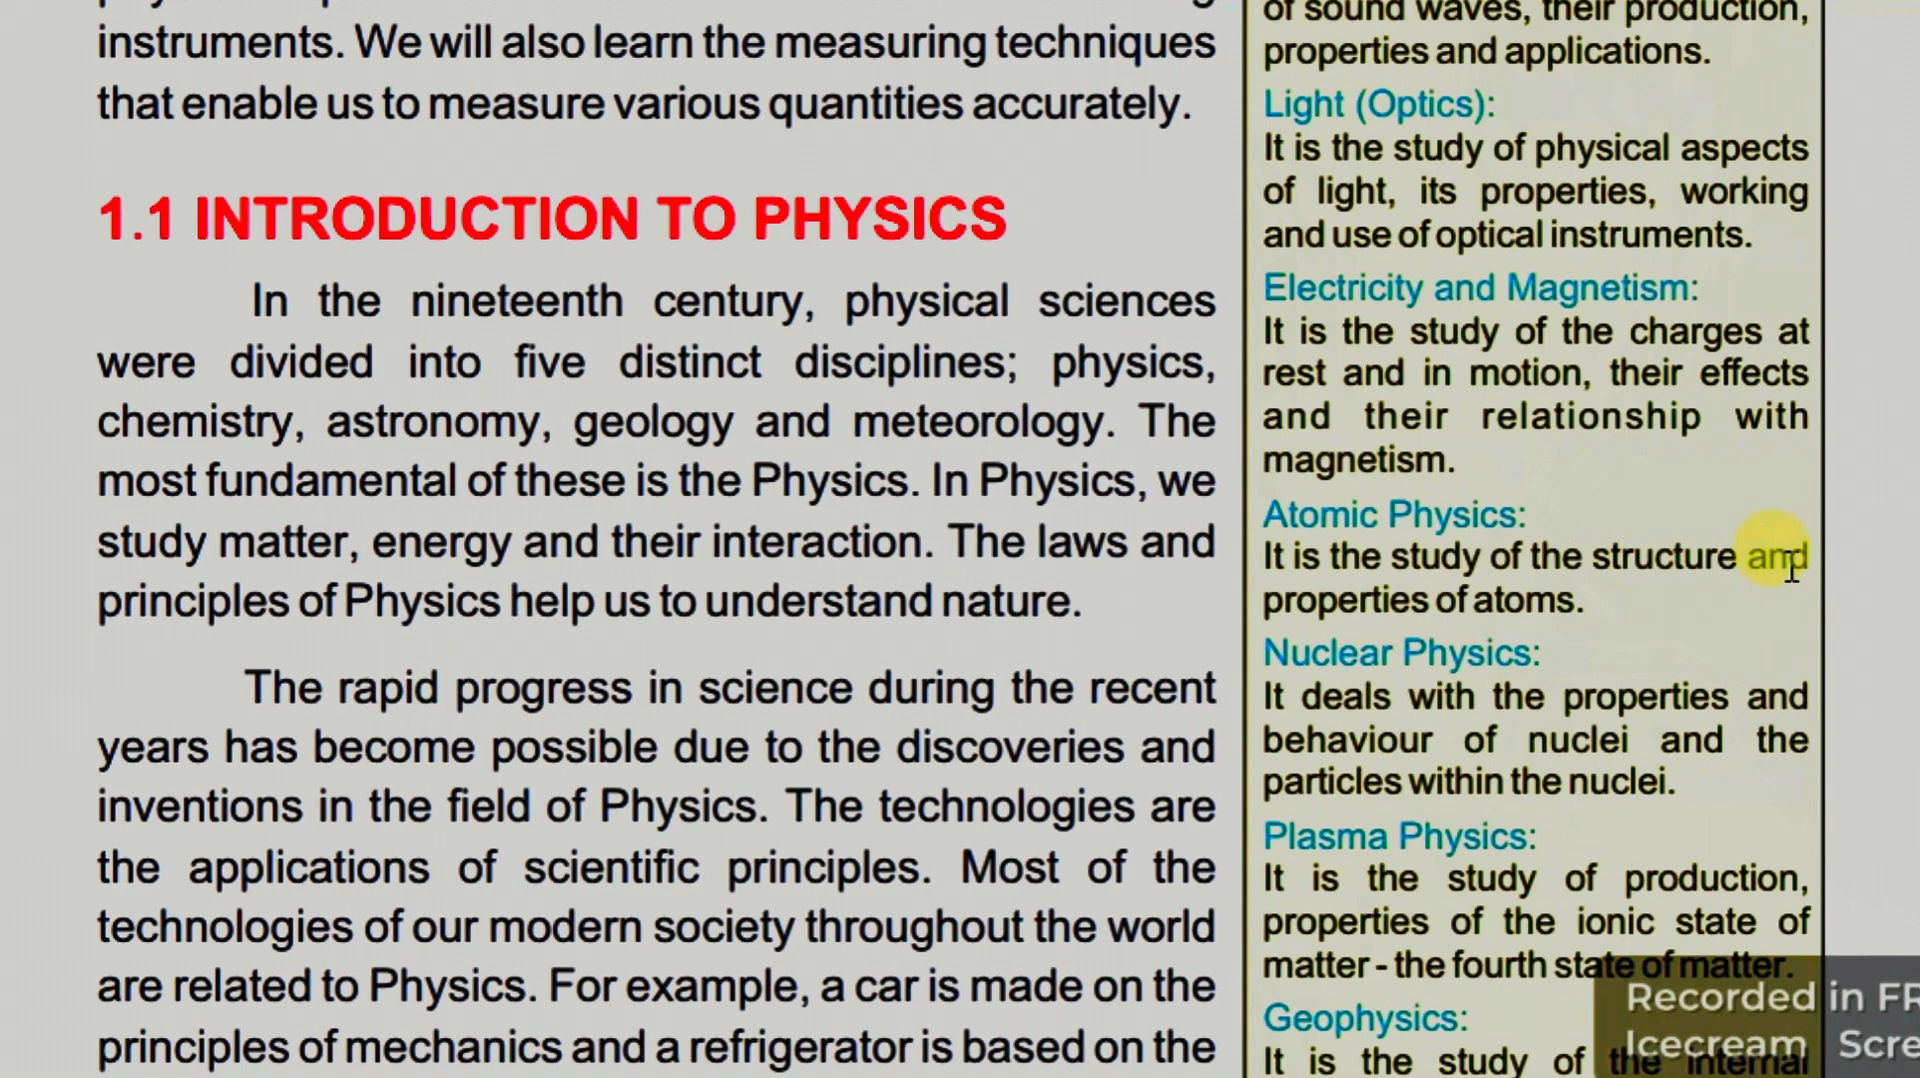 instruments. We will also learn the measuring techniques
that enable us to measure various quantities accurately.
1.1 INTRODUCTION TO PHYSICS
In the nineteenth century, physical sciences
were divided into five distinct disciplines; physics,
chemistry, astronomy, geology and meteorology. The
most fundamental of these is the Physics. In Physics, we
study matter, energy and their interaction. The laws and
principles of Physics help us to understand nature.
The rapid progress in science during the recent
years has become possible due to the discoveries and
inventions in the field of Physics. The technologies are
the applications of scientific principles. Most of the
technologies of our modern society throughout the world
are related to Physics. For example, a car is made on the
principles of mechanics and a refrigerator is based on the
of sound waves, their production,
properties and applications.
Light (Optics):
It is the study of physical aspects
of light, its properties, working
and use of optical instruments.
Electricity and Magnetism:
It is the study of the charges at
rest and in motion, their effects
and their relationship with
magnetism.
Atomic Physics:
It is the study of the structure and
properties of atoms.
Nuclear Physics:
It deals with the properties and
behaviour of nuclei and the
particles within the nuclei.
Plasma Physics:
It is the study of production,
properties of the ionic state of
matter - the fourth state of matter.
Geophysics:
It is the study of the internal
Recorded in FR
Icecream Scre